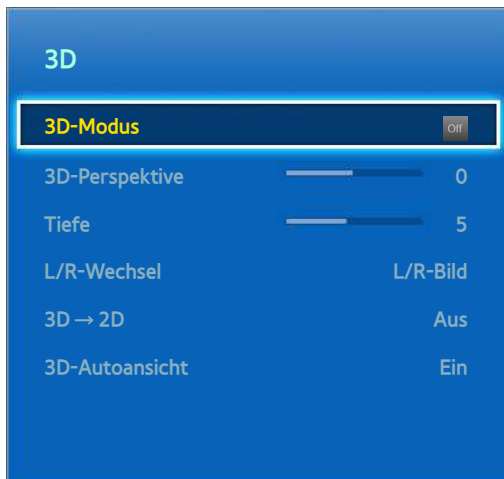 3D
3D-Modus Off
3D-Perspektive 0
Tiefe 5
L/R-Wechsel L/R-Bild
3D → 2D Aus
3D-Autoansicht Ein